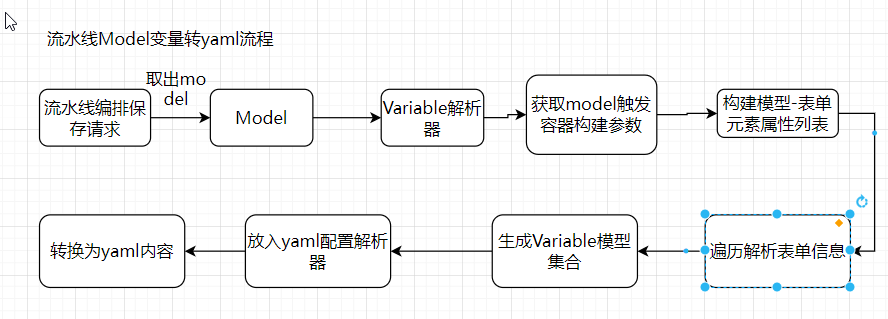 流水线Model变量转yaml流程
取出mo
del
流水线编排保
存请求
Model
Variable解析
器
获取model触发
容器构建参数
构建模型-表单
元素属性列表
遍历解析表单信息
生成Variable模型
集合
放入yaml配置解析
器
转换为yaml内容